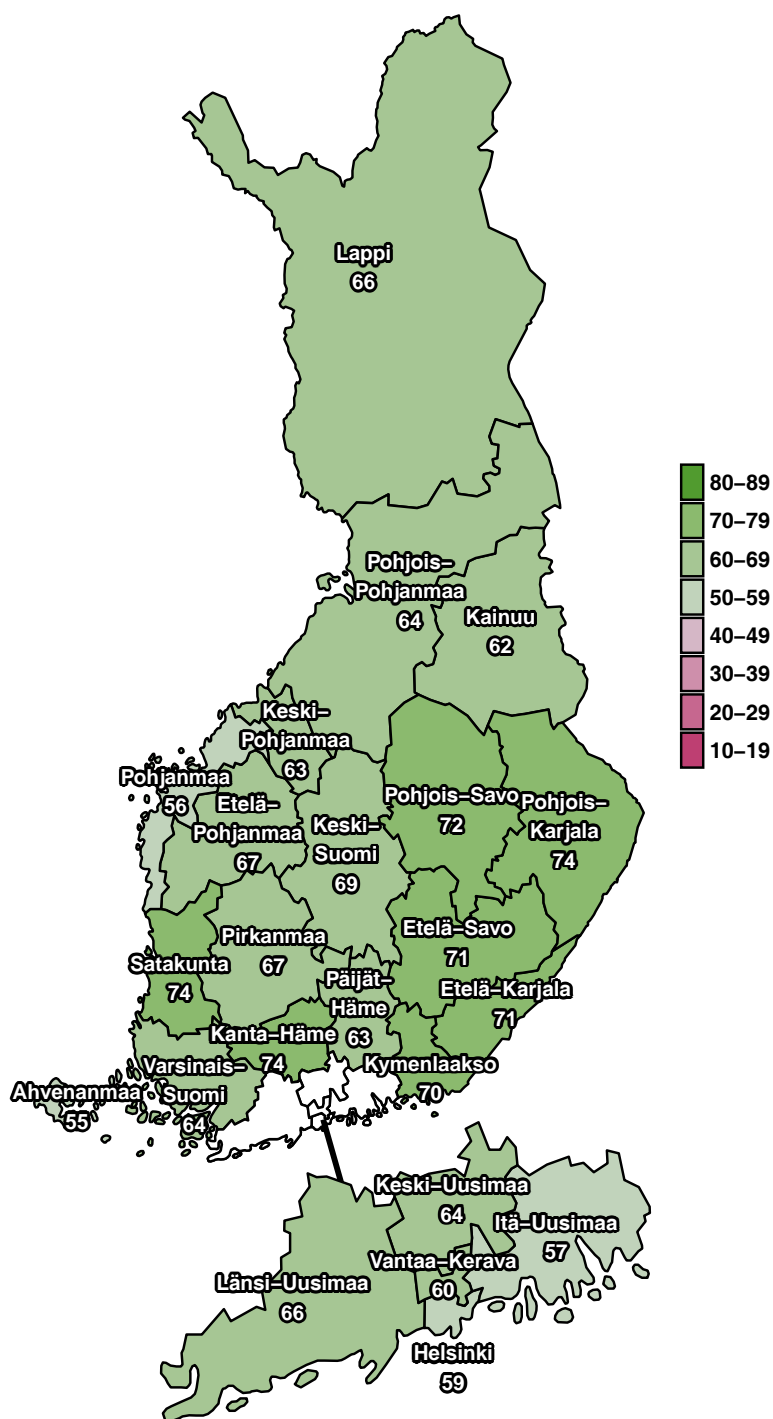 Lappi
66
80–89
70–79
60–69
50–59
40–49
30–39
20–29
10–19
Pohjois–
Pohjanmaa
64
Kainuu
62
Keski–
Pohjanmaa
63
Pohjanmaa
56
Etelä–
Pohjanmaa
67
Keski–
Suomi
69
Pohjois–Savo
72
Pohjois–
Karjala
74
Pirkanmaa
67
Etelä–Savo
71
Satakunta
74
Päijät–
Häme
63
Etelä–Karjala
71
Kanta–Häme
74
Varsinais–
Suomi
64
Kymenlaakso
70
Ahvenanmaa
55
Keski–Uusimaa
64
Itä–Uusimaa
57
Vantaa–Kerava
60
Länsi–Uusimaa
66
Helsinki
59